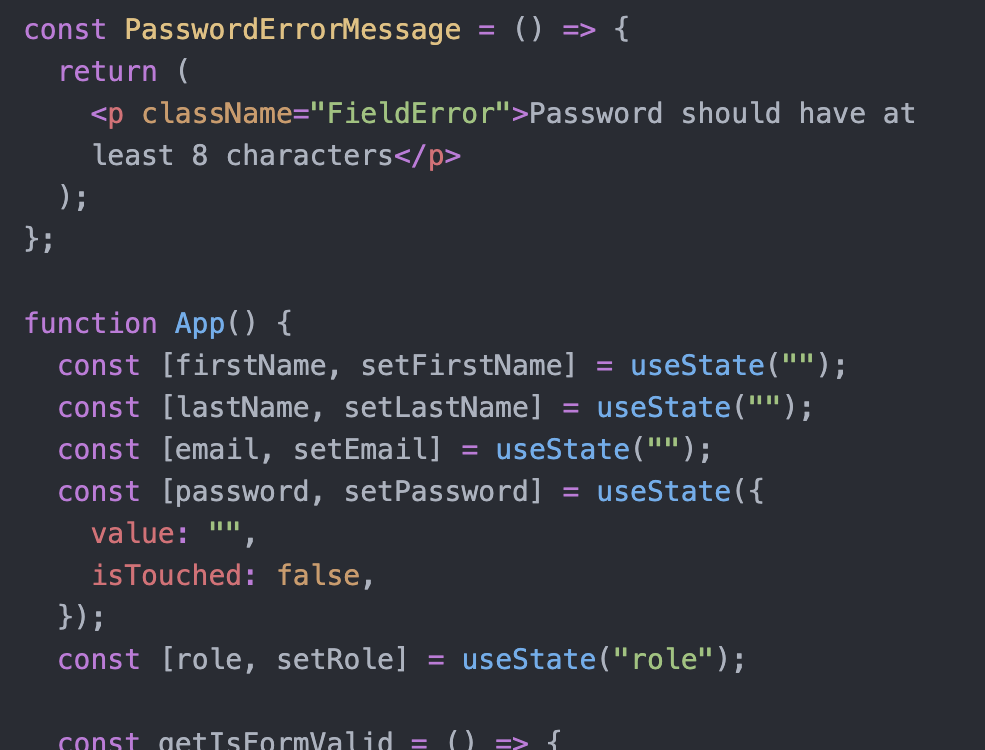 const PasswordErrorMessage = () => {
  return (
    <p className="FieldError">Password should have at
    least 8 characters</p>
  );
};

function App() {
  const [firstName, setFirstName] = useState("");
  const [lastName, setLastName] = useState("");
  const [email, setEmail] = useState("");
  const [password, setPassword] = useState({
    value: "",
    isTouched: false,
  });
  const [role, setRole] = useState("role");

  const getIsFormValid = () => {